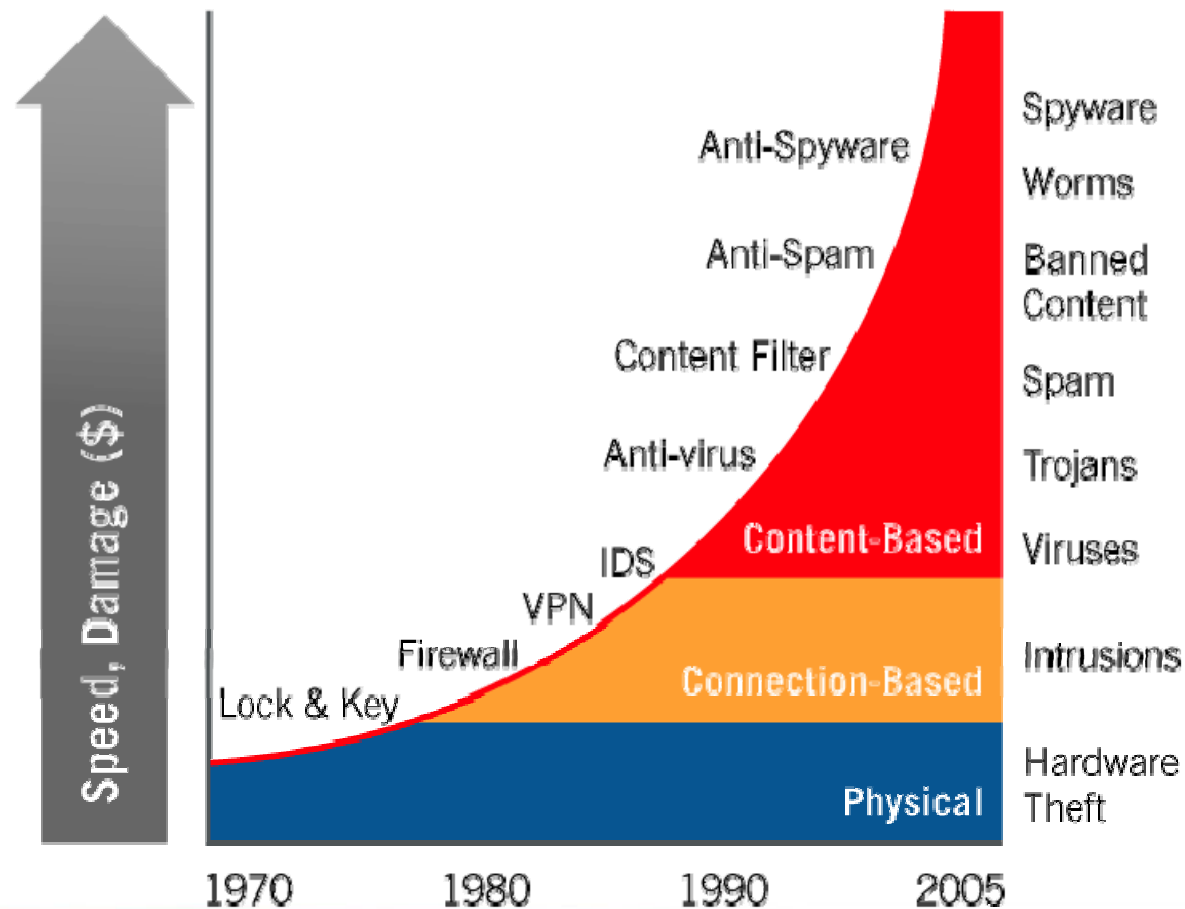 Speed, Damage ($)
Anti-Spyware
Anti-Spam
Content Filter
Anti-virus
IDS
VPN
Firewall
Lock & Key
Content-Based
Connection-Based
Physical
Spyware
Worms
Banned
Content
Spam
Trojans
Viruses
Intrusions
Hardware
Theft
1970
1980
1990
2005